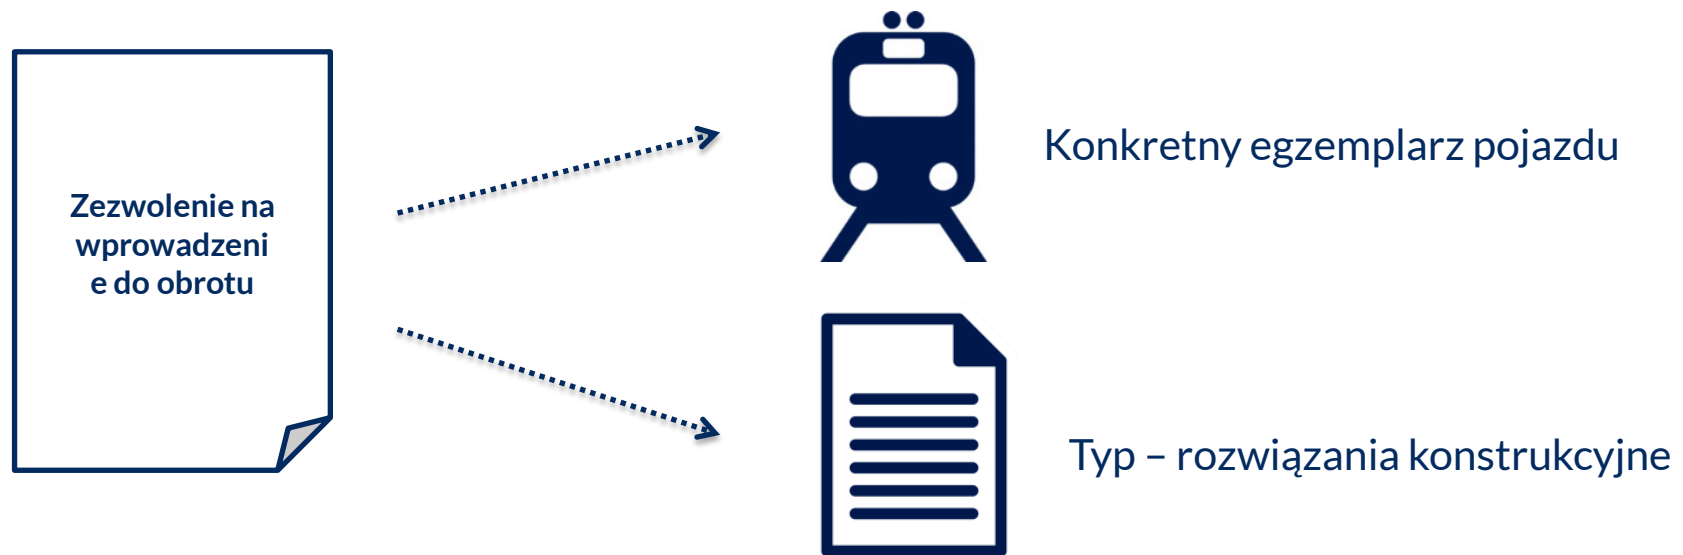 Zezwolenie na
wprowadzeni
e do obrotu
Konkretny egzemplarz pojazdu
Typ – rozwiązania konstrukcyjne